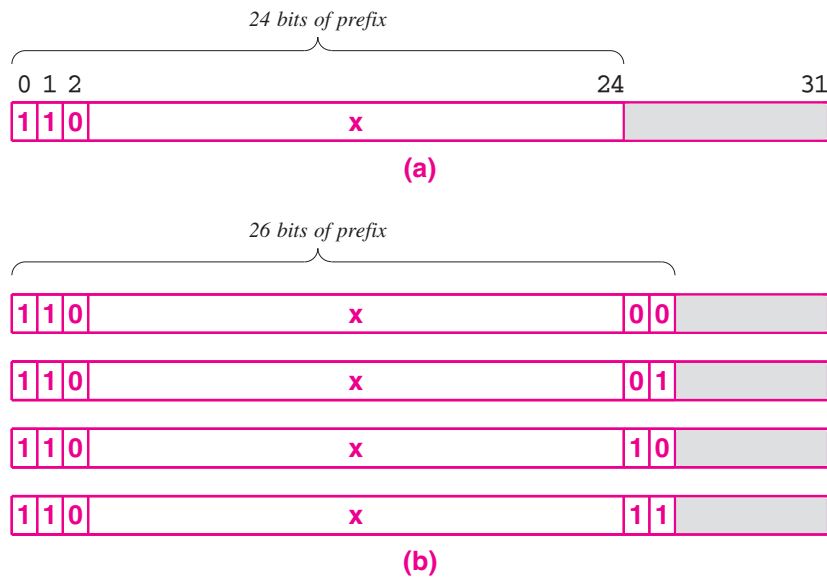 24 bits of prefix
0 1 2 24 31
1 1 0 x
(a)
26 bits of prefix
1 1 0 x 0 0
1 1 0 x 0 1
1 1 0 x 1 0
1 1 0 x 1 1
(b)